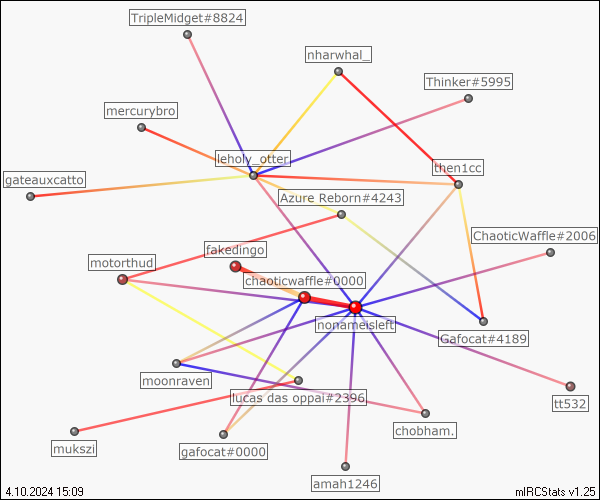 TripleMidget#8824
nharwhal_
Thinker#5995
mercurybro
leholy_otter
then1cc
gateauxcatto
Azure Reborn#4243
ChaoticWaffle#2006
fakedingo
motorthud
chaoticwaffle#0000
nonameisleft
Gafocat#4189
moonraven
lucas das oppai#2396
tt532
chobham.
mukszi
gafocat#0000
amah1246
4.10.2024 15:09
mIRCStats v1.25